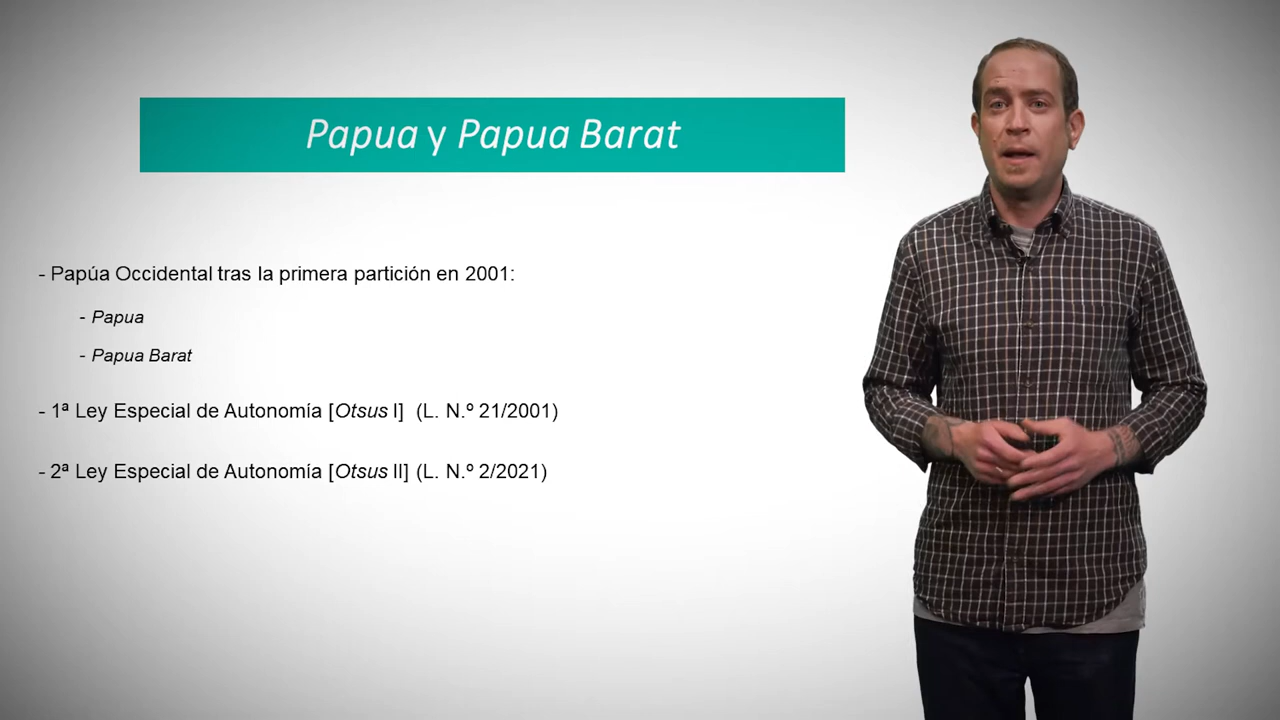 Papua y Papua Barat
- Papúa Occidental tras la primera partición en 2001:
- Papua
- Papua Barat
- 1ª Ley Especial de Autonomía [Otsus I] (L. N.º 21/2001)
- 2ª Ley Especial de Autonomía [Otsus II] (L. N.º 2/2021)